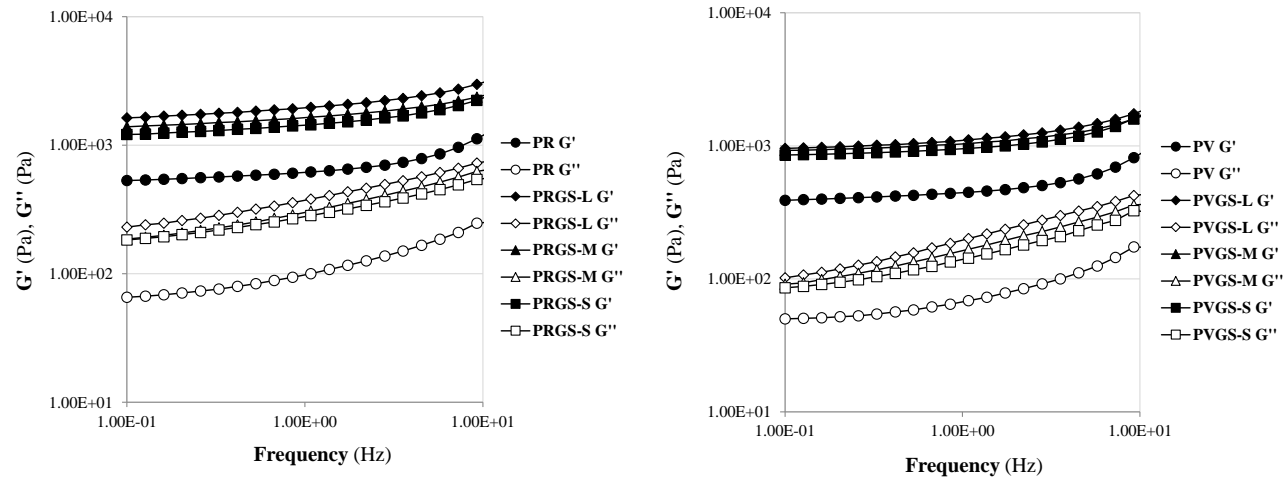 1.00E+04
1.00E+03
1.00E+02
1.00E+01
G' (Pa), G'' (Pa)
1.00E-01
1.00E+00
1.00E+01
Frequency (Hz)
PR G'
PR G''
PRGS-L G'
PRGS-L G''
PRGS-M G'
PRGS-M G''
PRGS-S G'
PRGS-S G''
1.00E+04
1.00E+03
1.00E+02
1.00E+01
G' (Pa), G'' (Pa)
1.00E-01
1.00E+00
1.00E+01
Frequency (Hz)
PV G'
PV G''
PVGS-L G'
PVGS-L G''
PVGS-M G'
PVGS-M G''
PVGS-S G'
PVGS-S G''